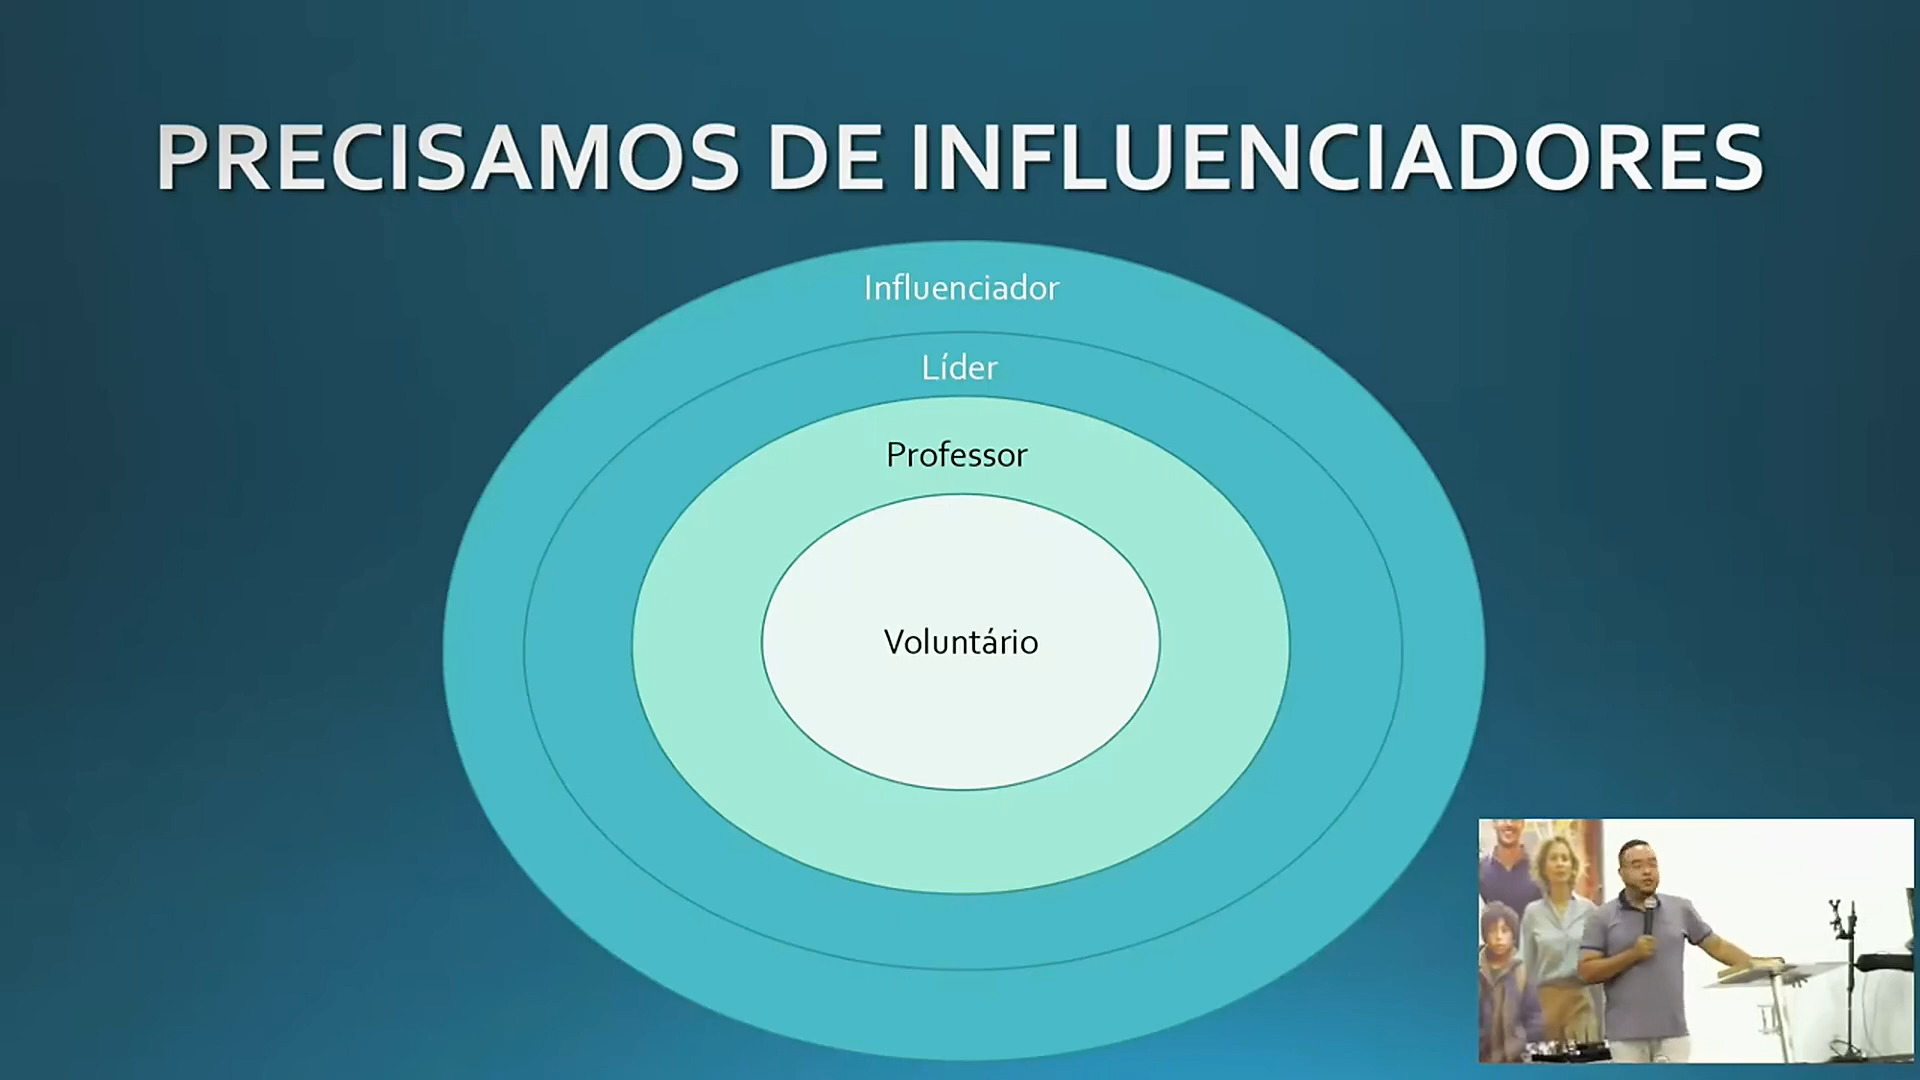 PRECISAMOS DE INFLUENCIADORES
Influenciador
Líder
Professor
Voluntário